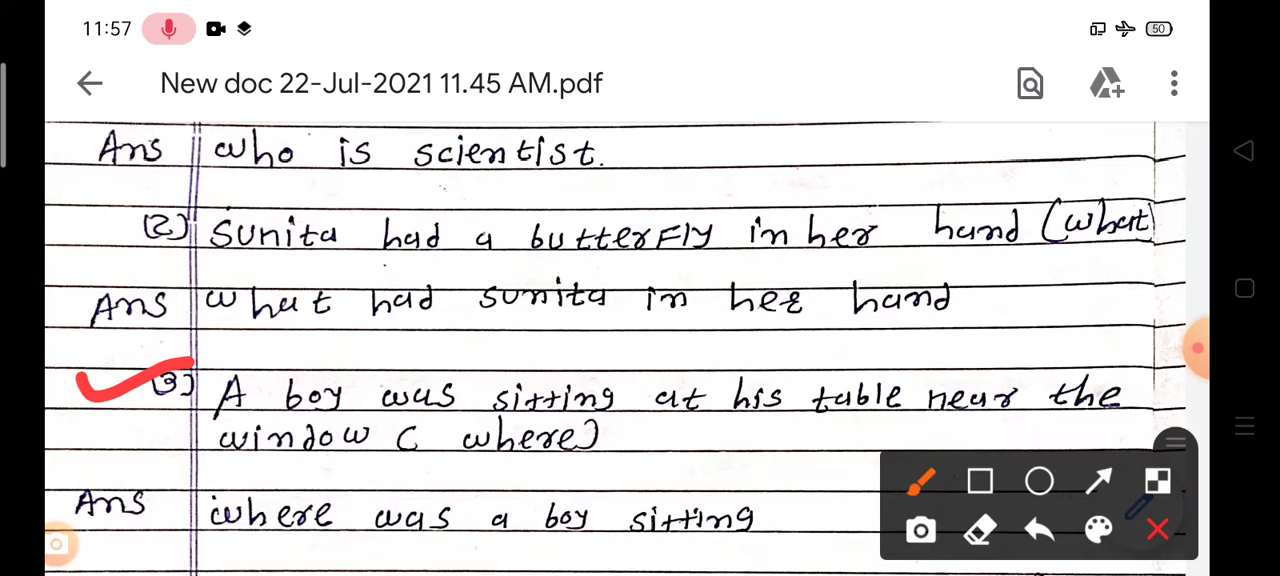 11:57
50
New doc 22-Jul-2021 11.45 AM.pdf
Ans who is scientist.
(2) Sunita had a butterFly in her hand (what)
Ans what had sunita in her hand
(3) A boy was sitting at his table near the
window ( where)
Ans where was a boy sitting